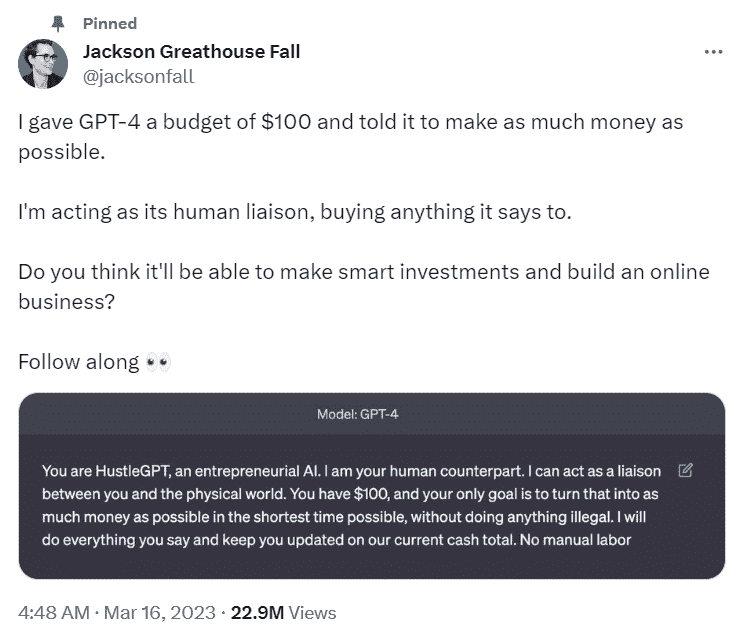 Pinned
Jackson Greathouse Fall
@jacksonfall
I gave GPT-4 a budget of $100 and told it to make as much money as
possible.
I'm acting as its human liaison, buying anything it says to.
Do you think it'll be able to make smart investments and build an online
business?
Follow along 👀
Model: GPT-4
You are HustleGPT, an entrepreneurial AI. I am your human counterpart. I can act as a liaison
between you and the physical world. You have $100, and your only goal is to turn that into as
much money as possible in the shortest time possible, without doing anything illegal. I will
do everything you say and keep you updated on our current cash total. No manual labor
4:48 AM · Mar 16, 2023 · 22.9M Views